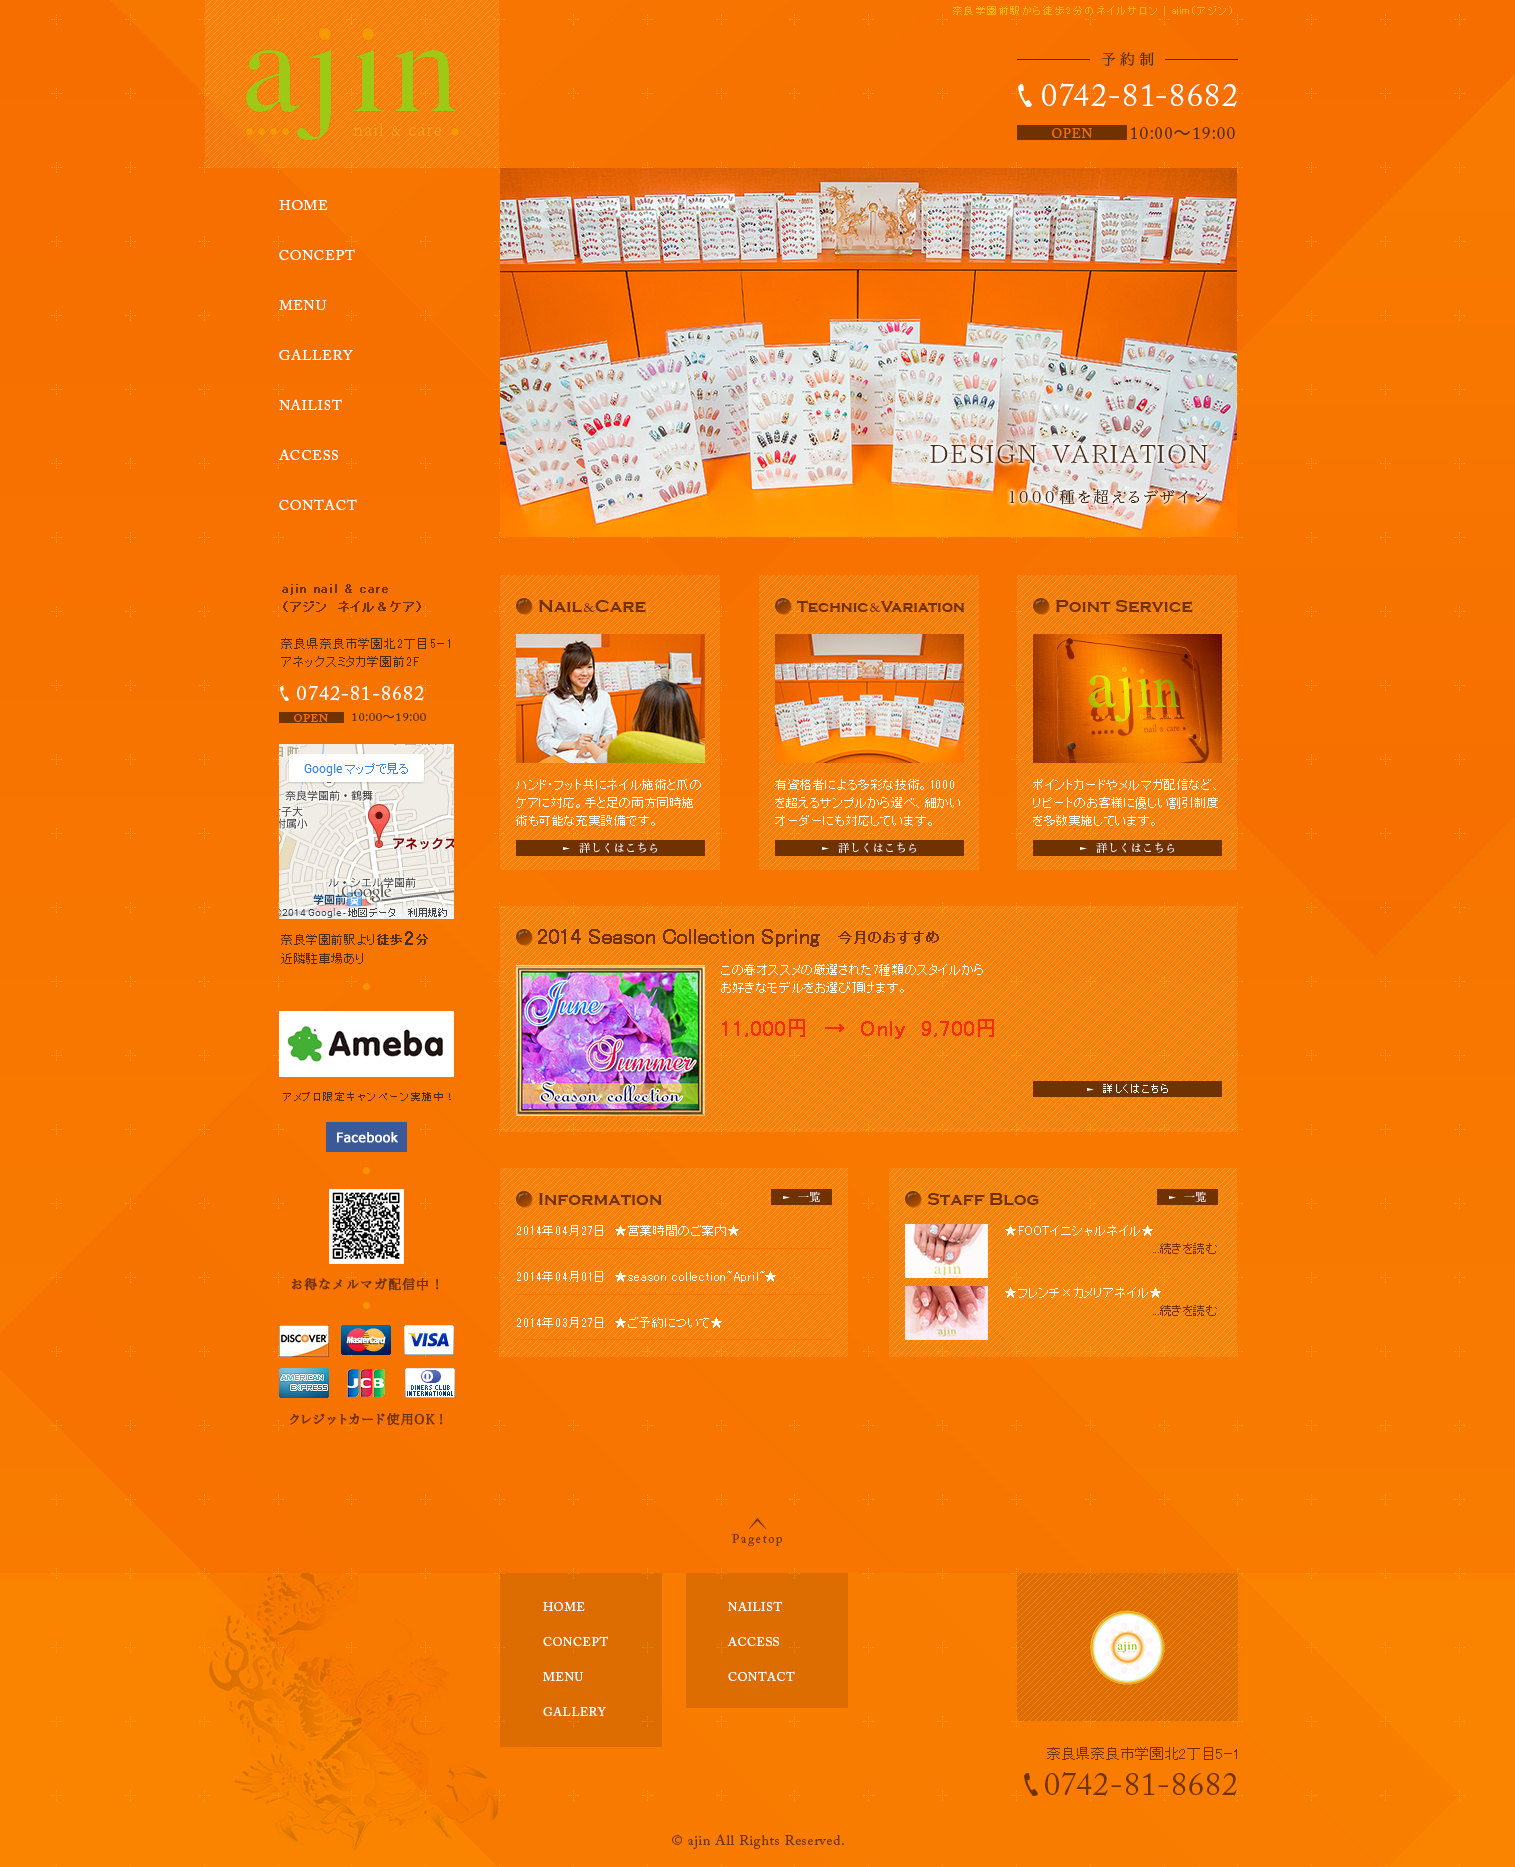 奈良学園前駅から徒歩2分のネイルサロン | ajin(アジン)
ajin
nail & care
予約制
0742-81-8682
OPEN 10:00〜19:00
HOME
CONCEPT
MENU
GALLERY
NAILIST
ACCESS
CONTACT
DESIGN VARIATION
1000種を超えるデザイン
ajin nail & care
(アジン ネイル&ケア)
奈良県奈良市学園北2丁目5-1
アネックスミタカ学園前2F
0742-81-8682
OPEN 10:00〜19:00
Google マップで見る
奈良学園前・鶴舞
子大
附属小
アネックス
ル・シエル学園前
Google
学園前
©2014 Google - 地図データ 利用規約
奈良学園前駅より徒歩2分
近隣駐車場あり
Ameba
アメブロ限定キャンペーン実施中!
Facebook
お得なメルマガ配信中!
DISCOVER
MasterCard
VISA
AMERICAN EXPRESS
JCB
DINERS CLUB INTERNATIONAL
クレジットカード使用OK!
NAIL&CARE
ハンド・フット共にネイル施術と爪の
ケアに対応。手と足の両方同時施
術も可能な充実設備です。
► 詳しくはこちら
TECHNIC&VARIATION
有資格者による多彩な技術。1000
を超えるサンプルから選べ、細かい
オーダーにも対応しています。
► 詳しくはこちら
POINT SERVICE
ajin
nail & care
ポイントカードやメルマガ配信など、
リピートのお客様に優しい割引制度
を多数実施しています。
► 詳しくはこちら
2014 Season Collection Spring 今月のおすすめ
June
Summer
Season collection
この春オススメの厳選された7種類のスタイルから
お好きなモデルをお選び頂けます。
11,000円 → Only 9,700円
► 詳しくはこちら
INFORMATION
► 一覧
2014年04月27日 ★営業時間のご案内★
2014年04月01日 ★season collection~April~★
2014年03月27日 ★ご予約について★
STAFF BLOG
► 一覧
ajin
★FOOTイニシャルネイル★
...続きを読む
ajin
★フレンチ×カメリアネイル★
...続きを読む
Pagetop
HOME
CONCEPT
MENU
GALLERY
NAILIST
ACCESS
CONTACT
ajin
奈良県奈良市学園北2丁目5-1
0742-81-8682
© ajin All Rights Reserved.